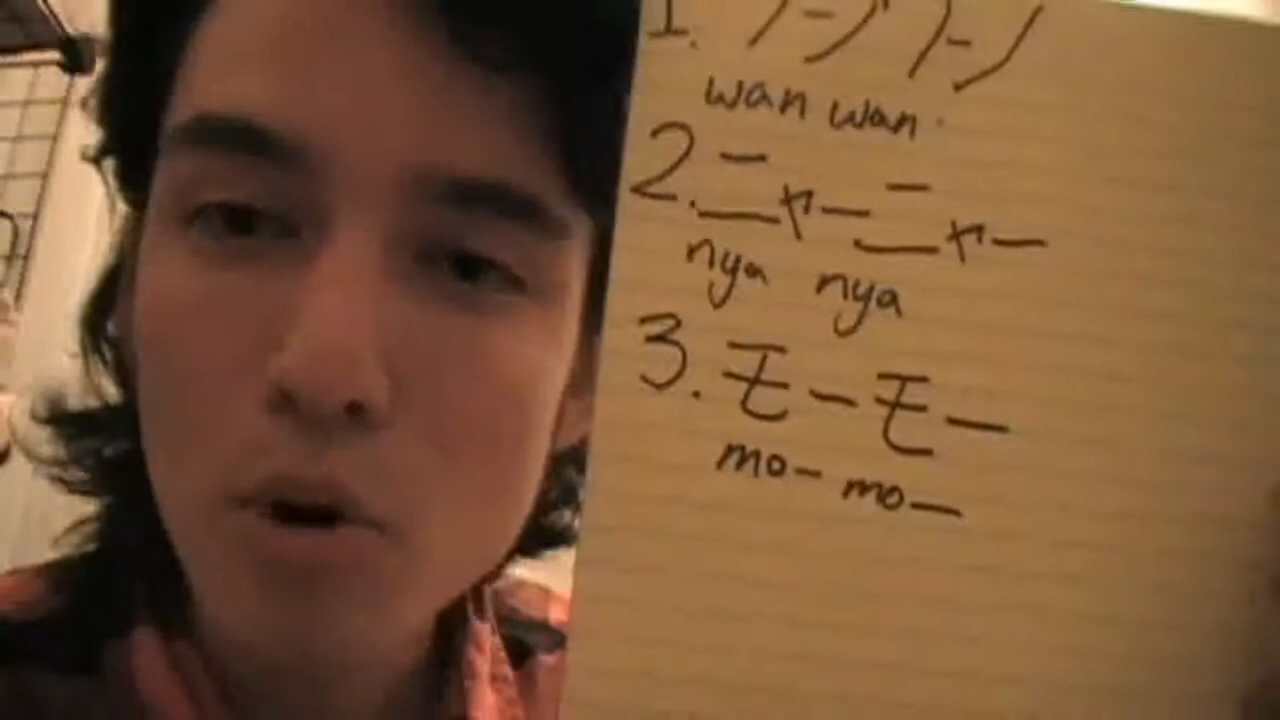 1. ワンワン
wan wan.
2. ニャーニャー
nya nya
3. モーモー
mo- mo-